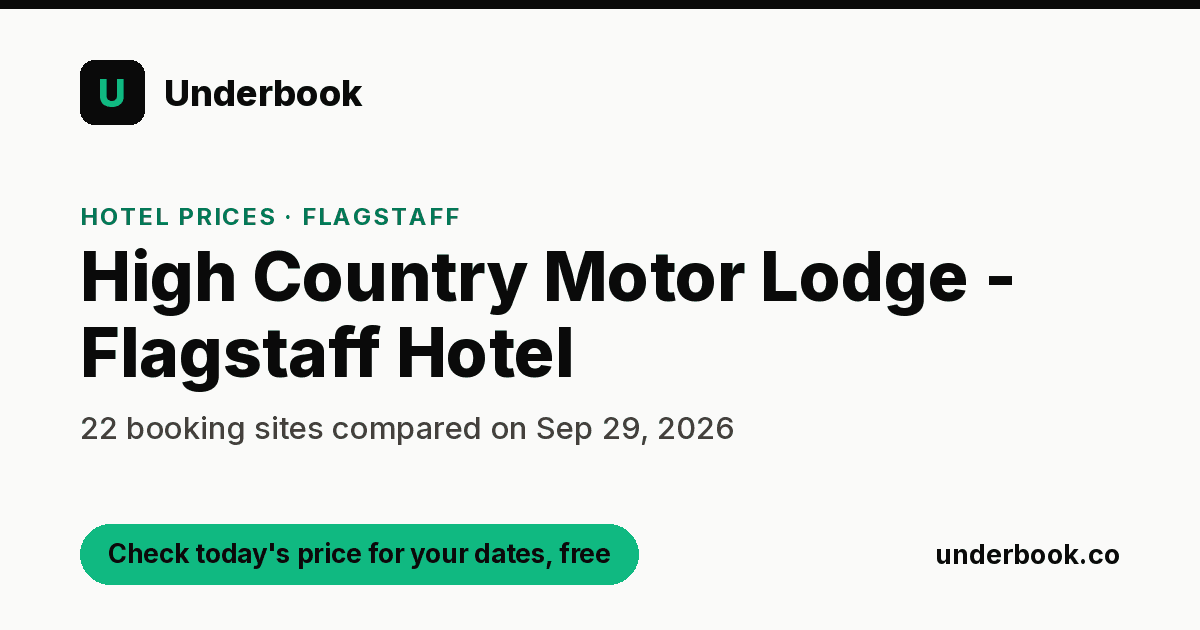 U
Underbook
HOTEL PRICES · FLAGSTAFF
High Country Motor Lodge -
Flagstaff Hotel
22 booking sites compared on Sep 29, 2026
Check today's price for your dates, free
underbook.co